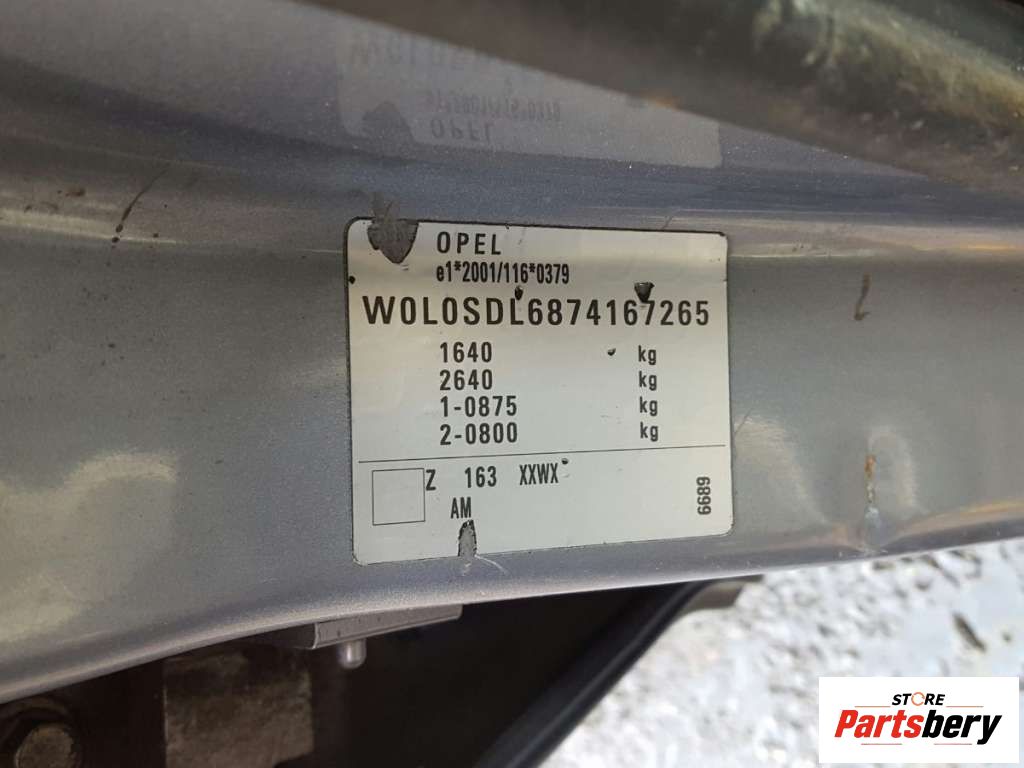 OPEL
e1*2001/116*0379
W0L0SDL6874167265
1640 kg
2640 kg
1-0875 kg
2-0800 kg
Z 163 XXWX
AM
6689
STORE
Partsbery